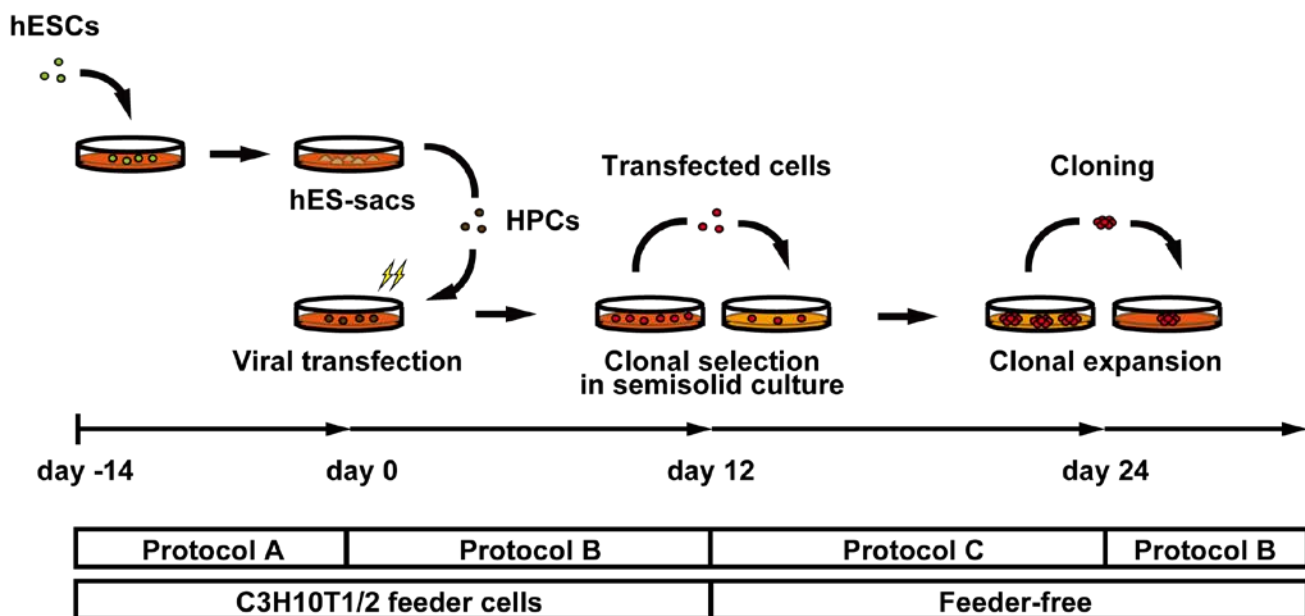 hESCs
hES-sacs
HPCs
Viral transfection
Transfected cells
Clonal selection
in semisolid culture
Cloning
Clonal expansion
day -14
day 0
day 12
day 24
Protocol A
Protocol B
Protocol C
Protocol B
C3H10T1/2 feeder cells
Feeder-free